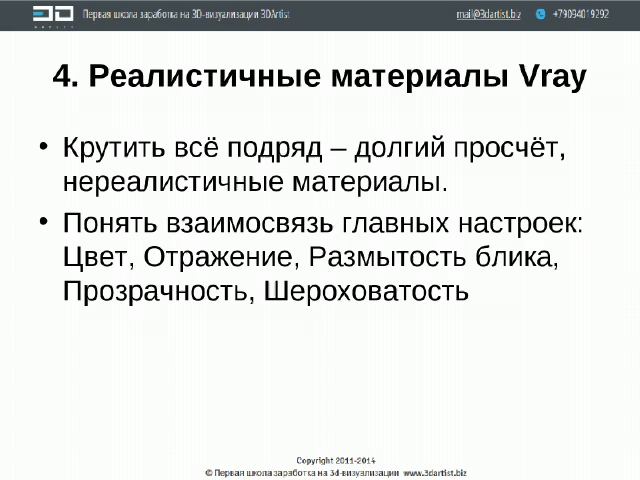 3D Первая школа заработка на 3D-визуализации 3DArtist mail@3dartist.biz +79094019292
4. Реалистичные материалы Vray
• Крутить всё подряд – долгий просчёт,
нереалистичные материалы.
• Понять взаимосвязь главных настроек:
Цвет, Отражение, Размытость блика,
Прозрачность, Шероховатость
Copyright 2011-2014
© Первая школа заработка на 3d-визуализации www.3dartist.biz